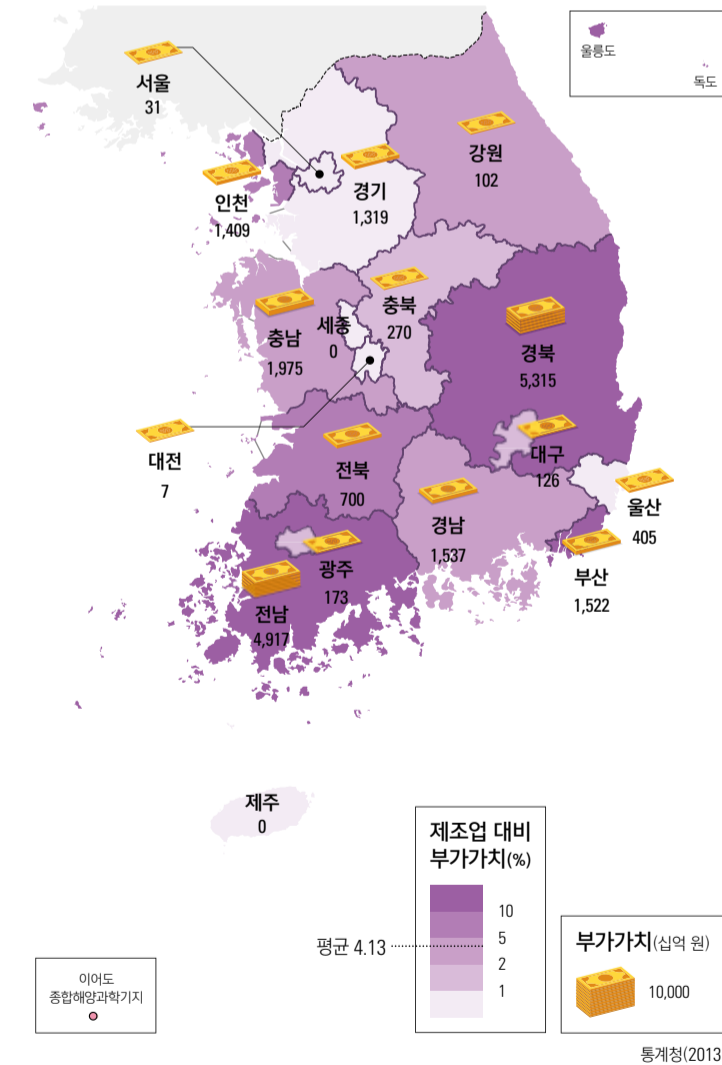 울릉도
독도
서울
31
강원
102
인천
1,409
경기
1,319
충북
270
충남
1,975
세종
0
경북
5,315
대전
7
전북
700
대구
126
울산
405
경남
1,537
부산
1,522
광주
173
전남
4,917
제주
0
제조업 대비
부가가치(%)
10
5
평균 4.13
2
1
부가가치(십억 원)
10,000
이어도
종합해양과학기지
통계청(2013